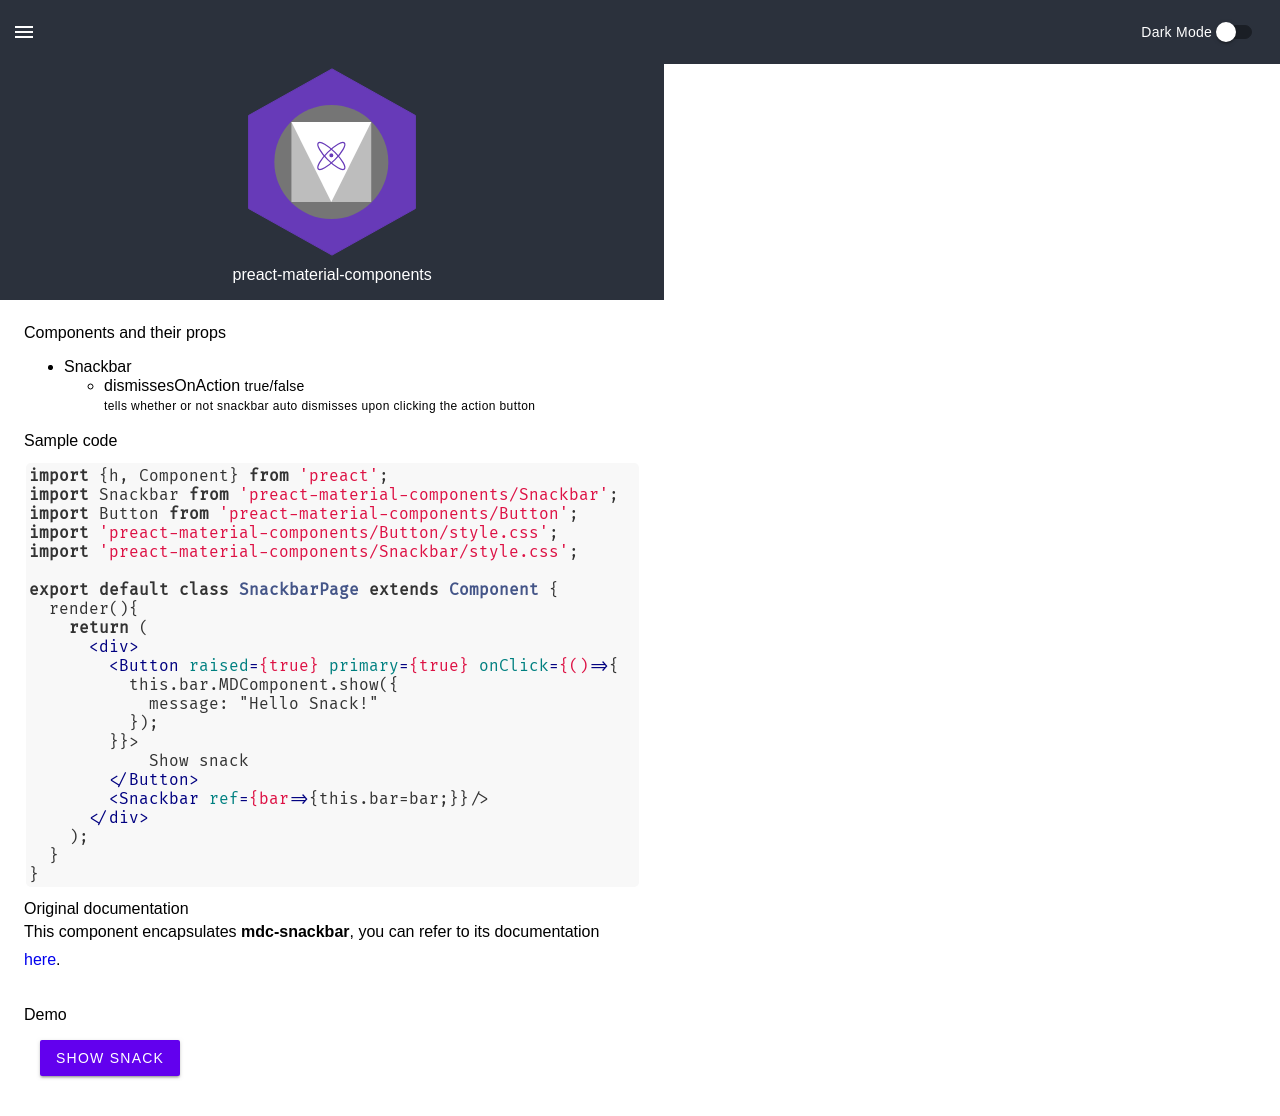 Dark Mode
preact-material-components
Components and their props
Snackbar
dismissesOnAction true/false
tells whether or not snackbar auto dismisses upon clicking the action button
Sample code
import {h, Component} from 'preact';
import Snackbar from 'preact-material-components/Snackbar';
import Button from 'preact-material-components/Button';
import 'preact-material-components/Button/style.css';
import 'preact-material-components/Snackbar/style.css';
export default class SnackbarPage extends Component {
render(){
return (
<div>
<Button raised={true} primary={true} onClick={()=>{
this.bar.MDComponent.show({
message: "Hello Snack!"
});
}}>
Show snack
</Button>
<Snackbar ref={bar=>{this.bar=bar;}}/>
</div>
);
}
}
Original documentation
This component encapsulates mdc-snackbar, you can refer to its documentation
here.
Demo
SHOW SNACK